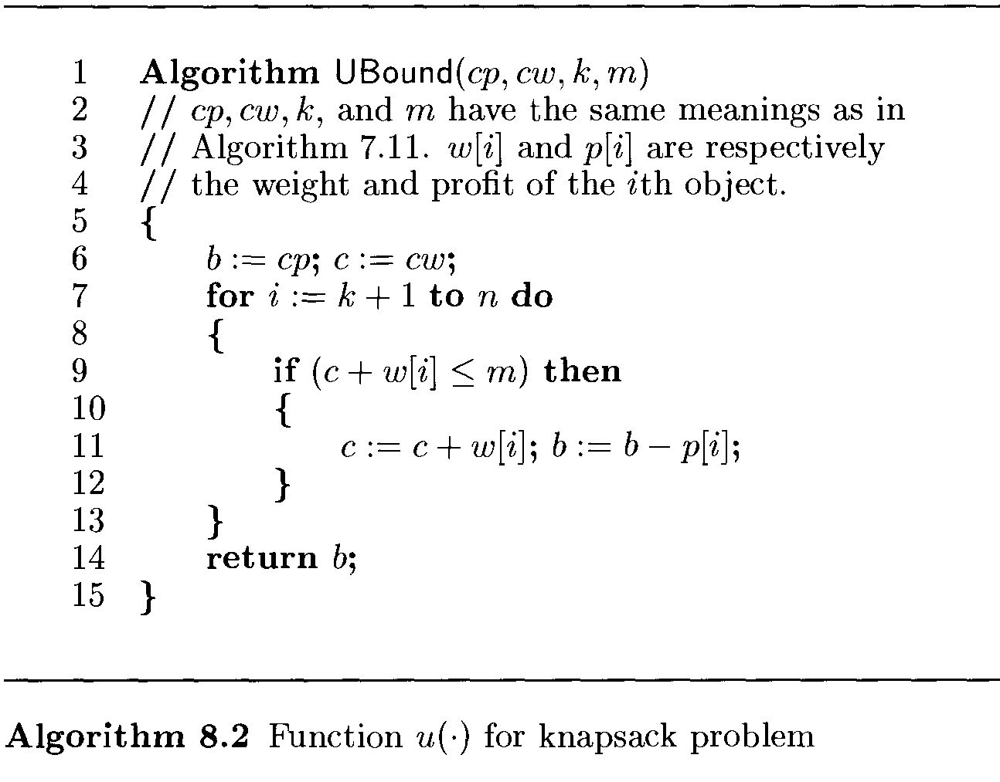 1 Algorithm UBound(cp, cw, k, m)
2 // cp, cw, k, and m have the same meanings as in
3 // Algorithm 7.11. w[i] and p[i] are respectively
4 // the weight and profit of the ith object.
5 {
6 b := cp; c := cw;
7 for i := k + 1 to n do
8 {
9 if (c + w[i] ≤ m) then
10 {
11 c := c + w[i]; b := b − p[i];
12 }
13 }
14 return b;
15 }
Algorithm 8.2 Function u(·) for knapsack problem